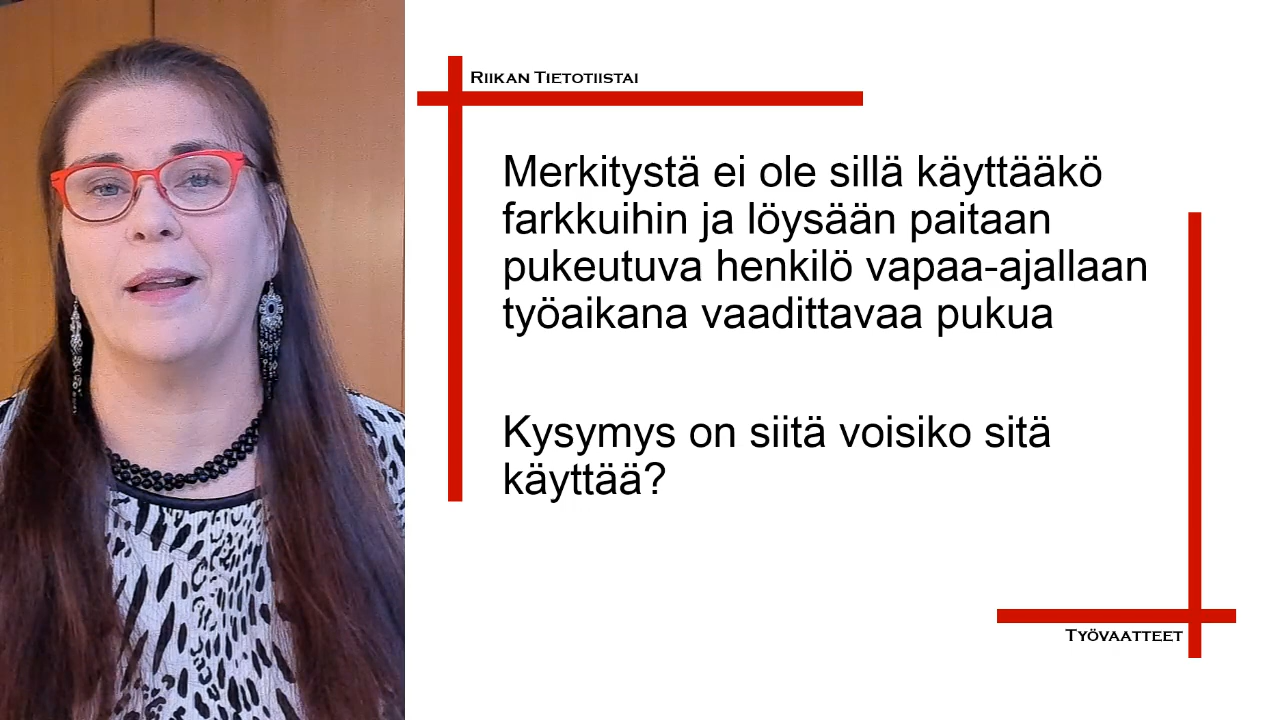 Riikan Tietotiistai
Merkitystä ei ole sillä käyttääkö
farkkuihin ja löysään paitaan
pukeutuva henkilö vapaa-ajallaan
työaikana vaadittavaa pukua
Kysymys on siitä voisiko sitä
käyttää?
Työvaatteet